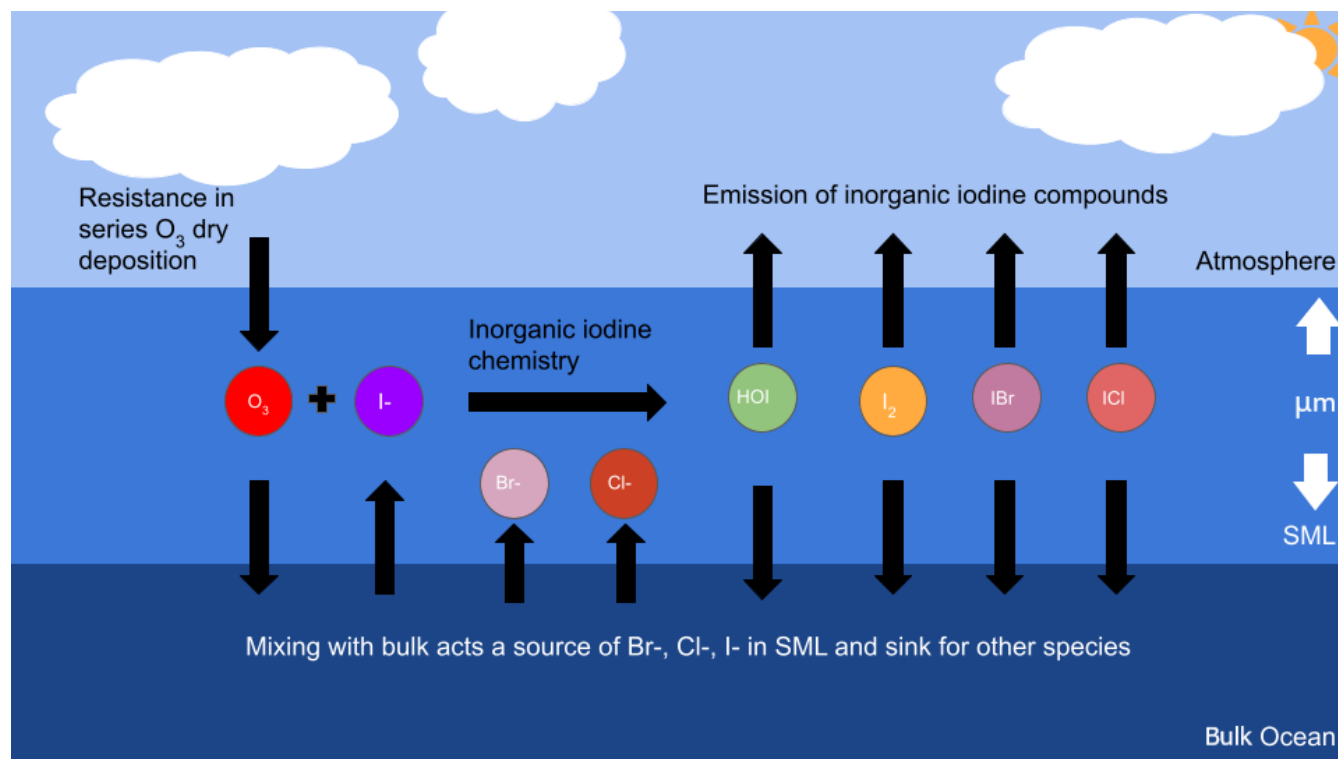 Resistance in
series O₃ dry
deposition
Emission of inorganic iodine compounds
Atmosphere
Inorganic iodine
chemistry
O₃
I-
HOI
I₂
IBr
ICl
μm
Br-
Cl-
SML
Mixing with bulk acts a source of Br-, Cl-, I- in SML and sink for other species
Bulk Ocean